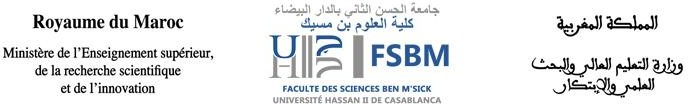 Royaume du Maroc
Ministère de l'Enseignement supérieur,
de la recherche scientifique
et de l'innovation
جامعة الحسن الثاني بالدار البيضاء
كلية العلوم بن مسيك
FSBM
FACULTÉ DES SCIENCES BEN M'SICK
UNIVERSITÉ HASSAN II DE CASABLANCA
المملكة المغربية
وزارة التعليم العالي والبحث
العلمي والابتكار